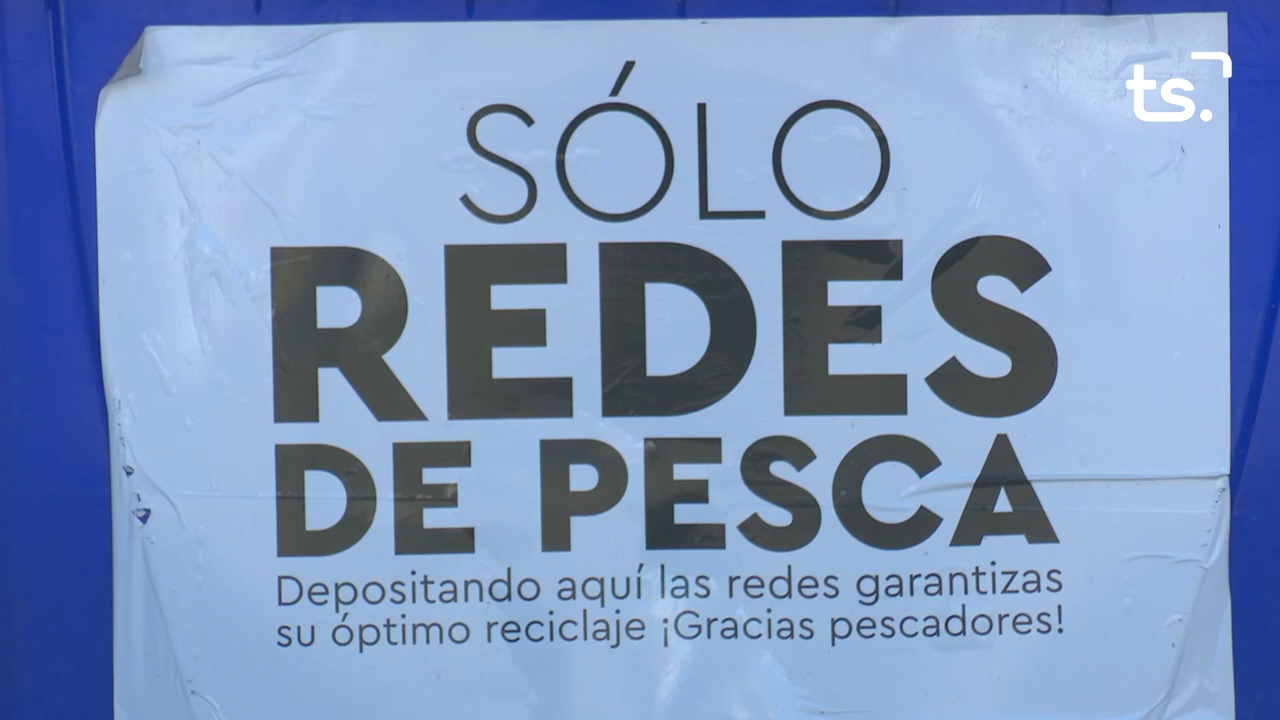 ts.
SÓLO
REDES
DE PESCA
Depositando aquí las redes garantizas
su óptimo reciclaje ¡Gracias pescadores!